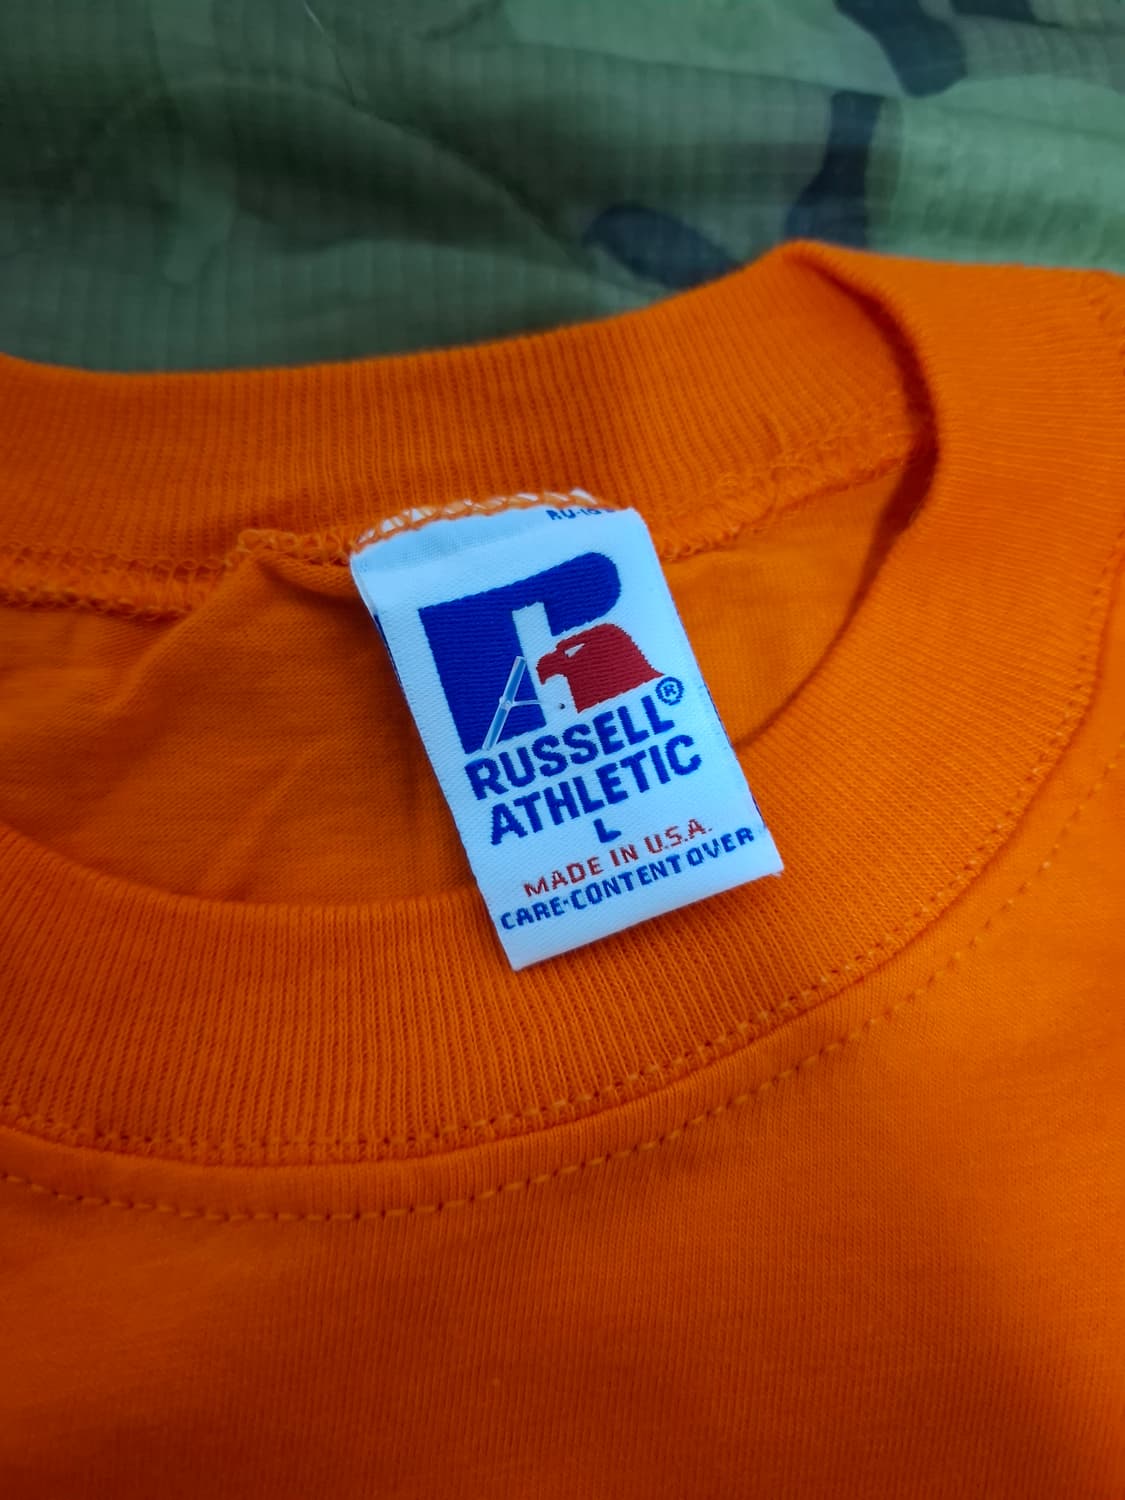 RUSSELL®
ATHLETIC
L
MADE IN U.S.A.
CARE-CONTENT OVER